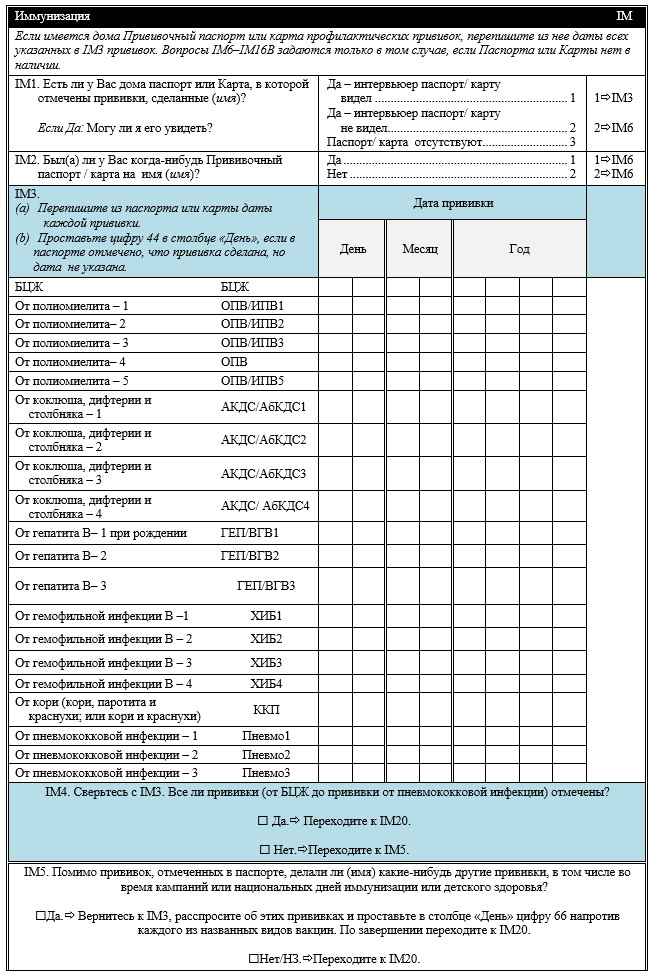 Иммунизация IM
Если имеется дома Прививочный паспорт или карта профилактических прививок, перепишите из нее даты всех
указанных в IM3 прививок. Вопросы IM6–IM16B задаются только в том случае, если Паспорта или Карты нет в
наличии.
IM1. Есть ли у Вас дома паспорт или Карта, в которой
отмечены прививки, сделанные (имя)?
Если Да: Могу ли я его увидеть?
Да – интервьюер паспорт/ карту
видел ........................................................ 1
Да – интервьюер паспорт/ карту
не видел..................................................... 2
Паспорт/ карта отсутствуют......................... 3
1⇨IM3
2⇨IM6
IM2. Был(а) ли у Вас когда-нибудь Прививочный
паспорт / карта на имя (имя)?
Да .................................................................. 1
Нет ................................................................. 2
1⇨IM6
2⇨IM6
IM3.
(a) Перепишите из паспорта или карты даты
каждой прививки.
(b) Проставьте цифру 44 в столбце «День», если в
паспорте отмечено, что прививка сделана, но
дата не указана.
Дата прививки
День Месяц Год
БЦЖ БЦЖ
От полиомиелита – 1 ОПВ/ИПВ1
От полиомиелита– 2 ОПВ/ИПВ2
От полиомиелита – 3 ОПВ/ИПВ3
От полиомиелита– 4 ОПВ
От полиомиелита – 5 ОПВ/ИПВ5
От коклюша, дифтерии и
столбняка – 1 АКДС/АбКДС1
От коклюша, дифтерии и
столбняка – 2 АКДС/АбКДС2
От коклюша, дифтерии и
столбняка – 3 АКДС/АбКДС3
От коклюша, дифтерии и
столбняка – 4 АКДС/ АбКДС4
От гепатита В– 1 при рождении ГЕП/ВГВ1
От гепатита В– 2 ГЕП/ВГВ2
От гепатита В– 3 ГЕП/ВГВ3
От гемофильной инфекции В –1 ХИБ1
От гемофильной инфекции В – 2 ХИБ2
От гемофильной инфекции В – 3 ХИБ3
От гемофильной инфекции В – 4 ХИБ4
От кори (кори, паротита и
краснухи; или кори и краснухи) ККП
От пневмококковой инфекции – 1 Пневмо1
От пневмококковой инфекции – 2 Пневмо2
От пневмококковой инфекции – 3 Пневмо3
IM4. Сверьтесь с IM3. Все ли прививки (от БЦЖ до прививки от пневмококковой инфекции) отмечены?
☐ Да.⇨ Переходите к IM20.
☐ Нет.⇨Переходите к IM5.
IM5. Помимо прививок, отмеченных в паспорте, делали ли (имя) какие-нибудь другие прививки, в том числе во
время кампаний или национальных дней иммунизации или детского здоровья?
☐Да.⇨ Вернитесь к IM3, расспросите об этих прививках и проставьте в столбце «День» цифру 66 напротив
каждого из названных видов вакцин. По завершении переходите к IM20.
☐Нет/НЗ.⇨Переходите к IM20.